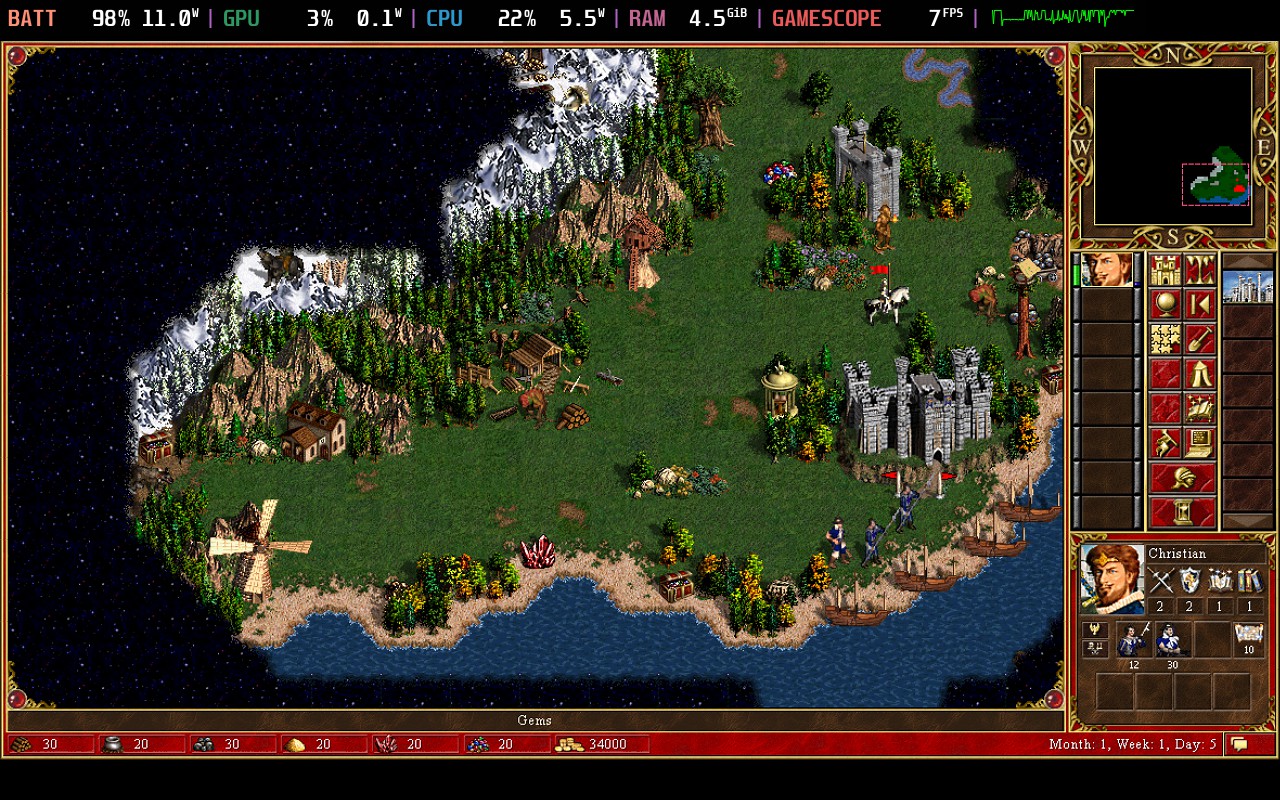 BATT 98% 11.0W | GPU 3% 0.1W | CPU 22% 5.5W | RAM 4.5GiB | GAMESCOPE 7FPS |
N
W E
S
Christian
2 2 1 1
12 30 10
Gems
30 20 30 20 20 20 34000 Month: 1, Week: 1, Day: 5